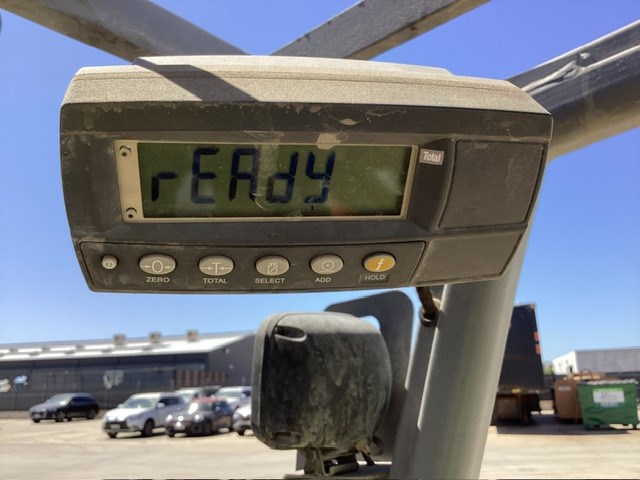 rEAdy
Total
ZERO
TOTAL
SELECT
ADD
HOLD